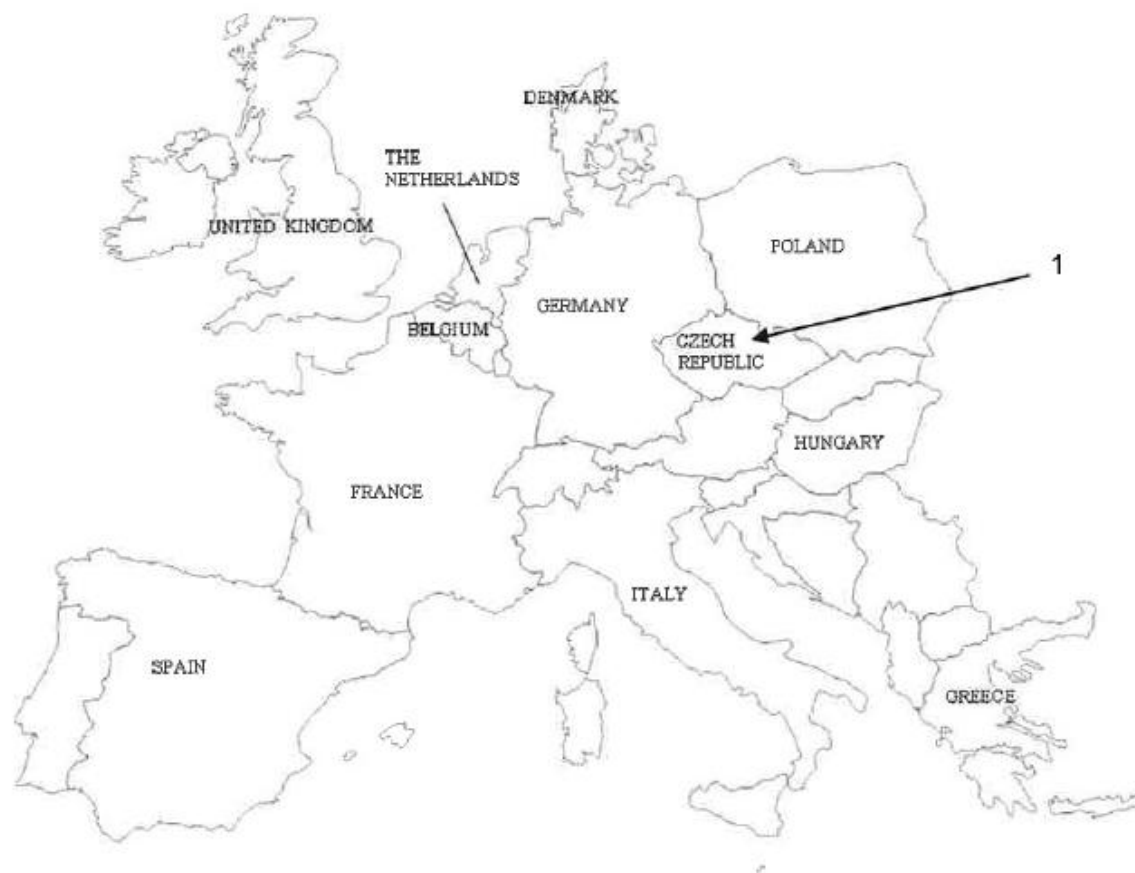 DENMARK
THE
NETHERLANDS
UNITED KINGDOM
POLAND
1
GERMANY
BELGIUM
CZECH
REPUBLIC
HUNGARY
FRANCE
ITALY
SPAIN
GREECE